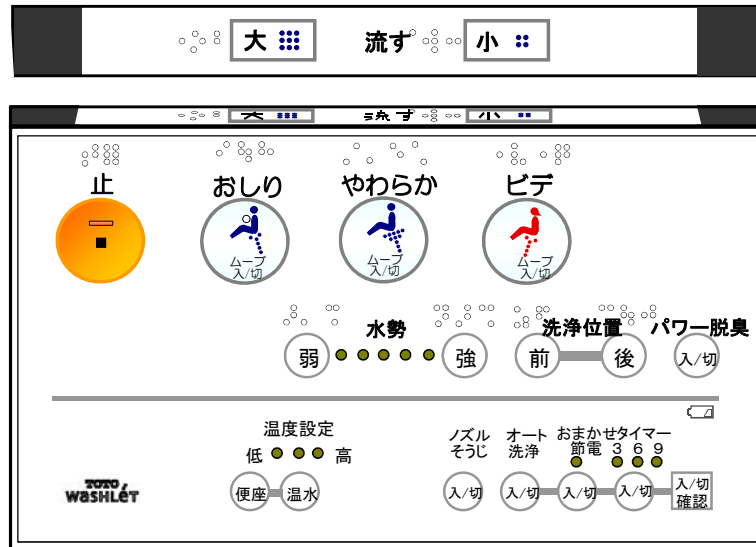 大 流す 小
大 流す 小
止 おしり やわらか ビデ
ムーブ 入/切 ムーブ 入/切 ムーブ 入/切
水勢 洗浄位置 パワー脱臭
弱 強 前 後 入/切
温度設定
低 高
便座 温水
ノズル そうじ オート 洗浄 おまかせ 節電 タイマー 3 6 9
入/切 入/切 入/切 入/切 入/切 確認
TOTO
WASHLET